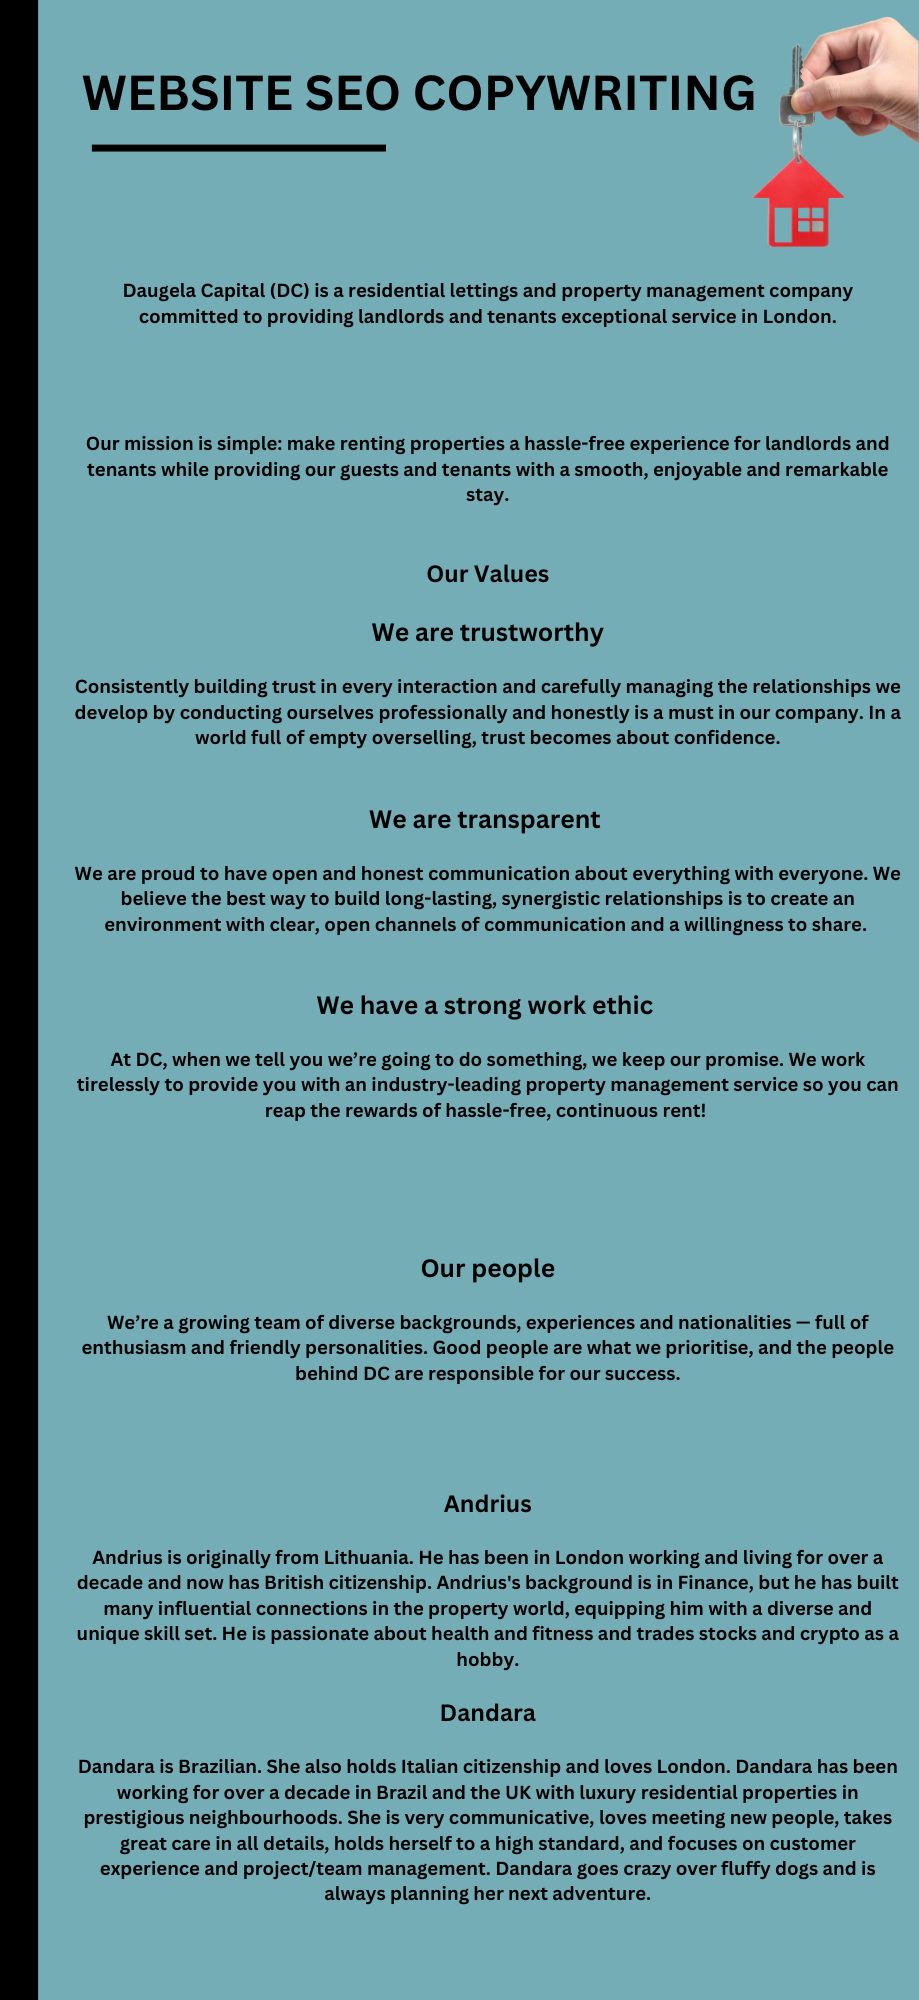 WEBSITE SEO COPYWRITING
Daugela Capital (DC) is a residential lettings and property management company
committed to providing landlords and tenants exceptional service in London.
Our mission is simple: make renting properties a hassle-free experience for landlords and
tenants while providing our guests and tenants with a smooth, enjoyable and remarkable
stay.
Our Values
We are trustworthy
Consistently building trust in every interaction and carefully managing the relationships we
develop by conducting ourselves professionally and honestly is a must in our company. In a
world full of empty overselling, trust becomes about confidence.
We are transparent
We are proud to have open and honest communication about everything with everyone. We
believe the best way to build long-lasting, synergistic relationships is to create an
environment with clear, open channels of communication and a willingness to share.
We have a strong work ethic
At DC, when we tell you we’re going to do something, we keep our promise. We work
tirelessly to provide you with an industry-leading property management service so you can
reap the rewards of hassle-free, continuous rent!
Our people
We’re a growing team of diverse backgrounds, experiences and nationalities — full of
enthusiasm and friendly personalities. Good people are what we prioritise, and the people
behind DC are responsible for our success.
Andrius
Andrius is originally from Lithuania. He has been in London working and living for over a
decade and now has British citizenship. Andrius's background is in Finance, but he has built
many influential connections in the property world, equipping him with a diverse and
unique skill set. He is passionate about health and fitness and trades stocks and crypto as a
hobby.
Dandara
Dandara is Brazilian. She also holds Italian citizenship and loves London. Dandara has been
working for over a decade in Brazil and the UK with luxury residential properties in
prestigious neighbourhoods. She is very communicative, loves meeting new people, takes
great care in all details, holds herself to a high standard, and focuses on customer
experience and project/team management. Dandara goes crazy over fluffy dogs and is
always planning her next adventure.